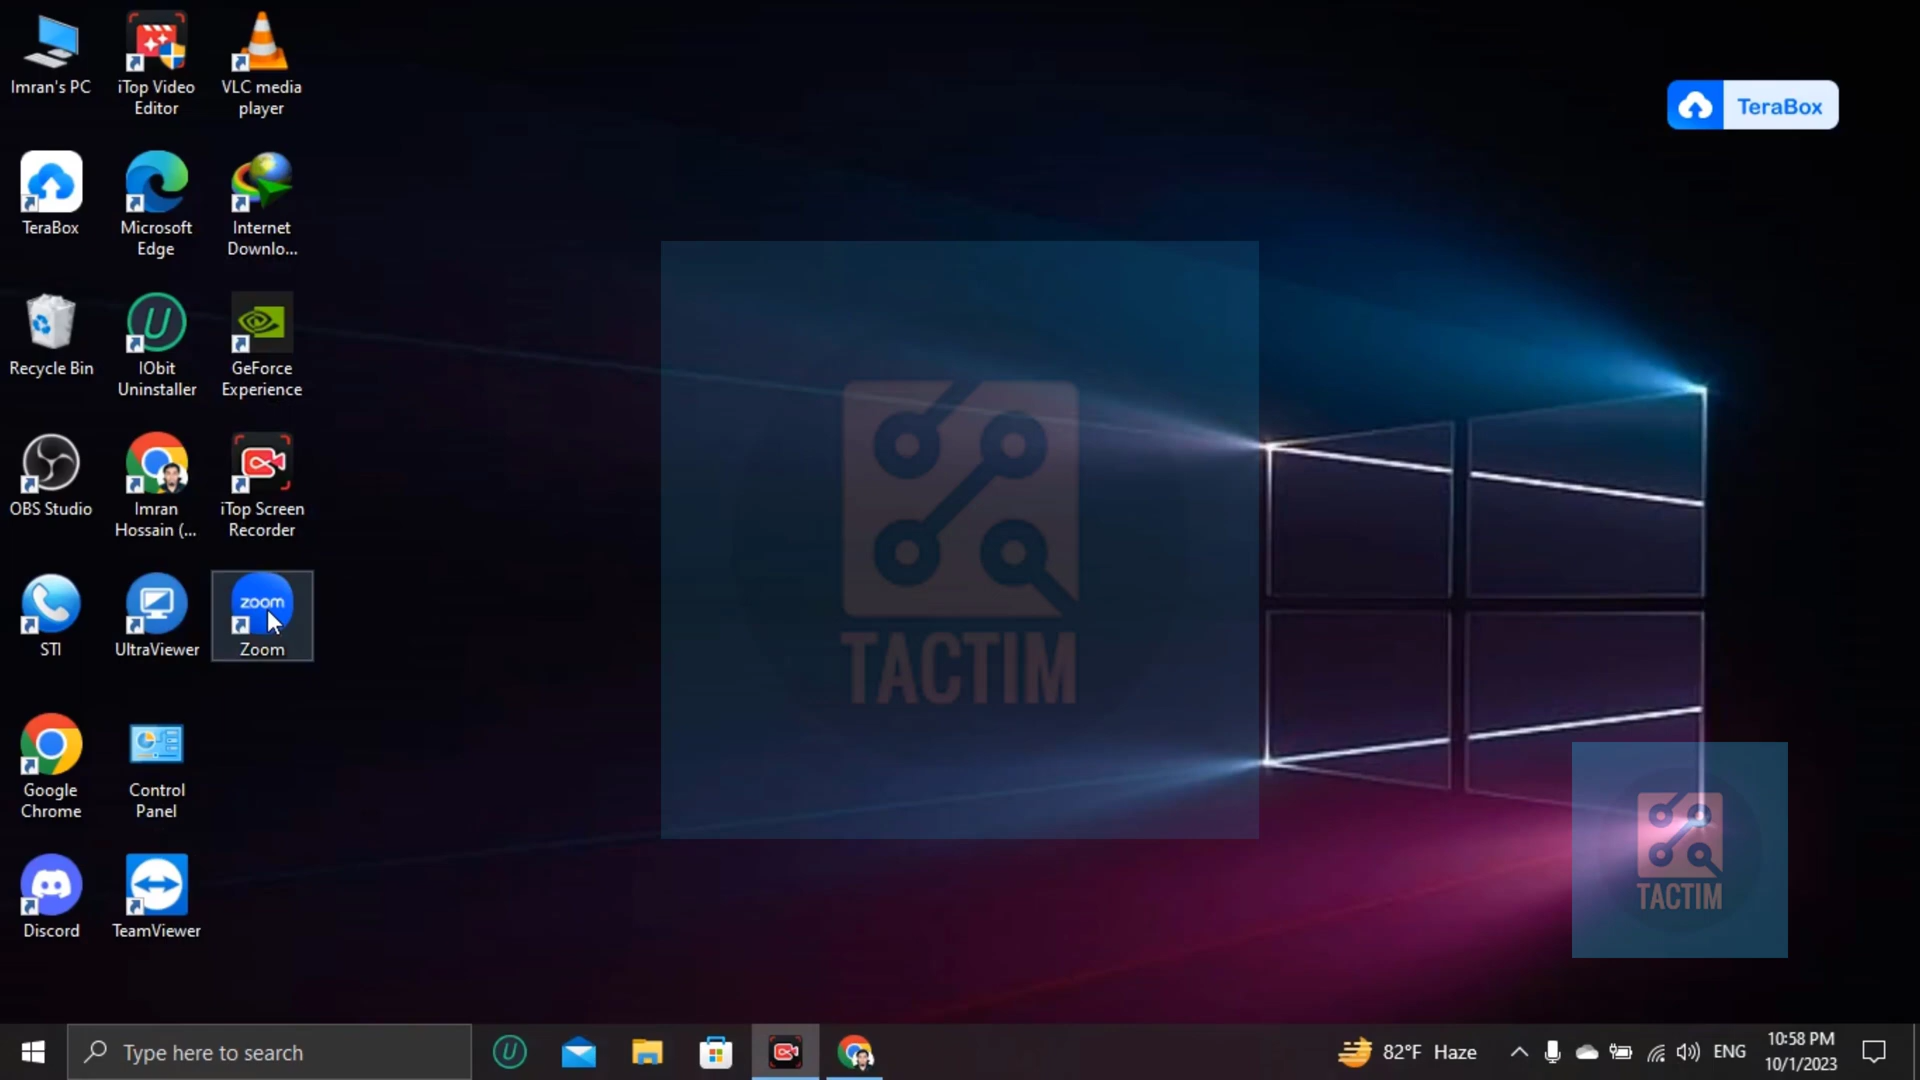 Imran's PC
iTop Video
Editor
VLC media
player
TeraBox
TeraBox
Microsoft
Edge
Internet
Downlo...
Recycle Bin
IObit
Uninstaller
GeForce
Experience
OBS Studio
Imran
Hossain (...
iTop Screen
Recorder
zoom
STI
UltraViewer
Zoom
TACTIM
Google
Chrome
Control
Panel
TACTIM
Discord
TeamViewer
Type here to search
82°F Haze
ENG
10:58 PM
10/1/2023